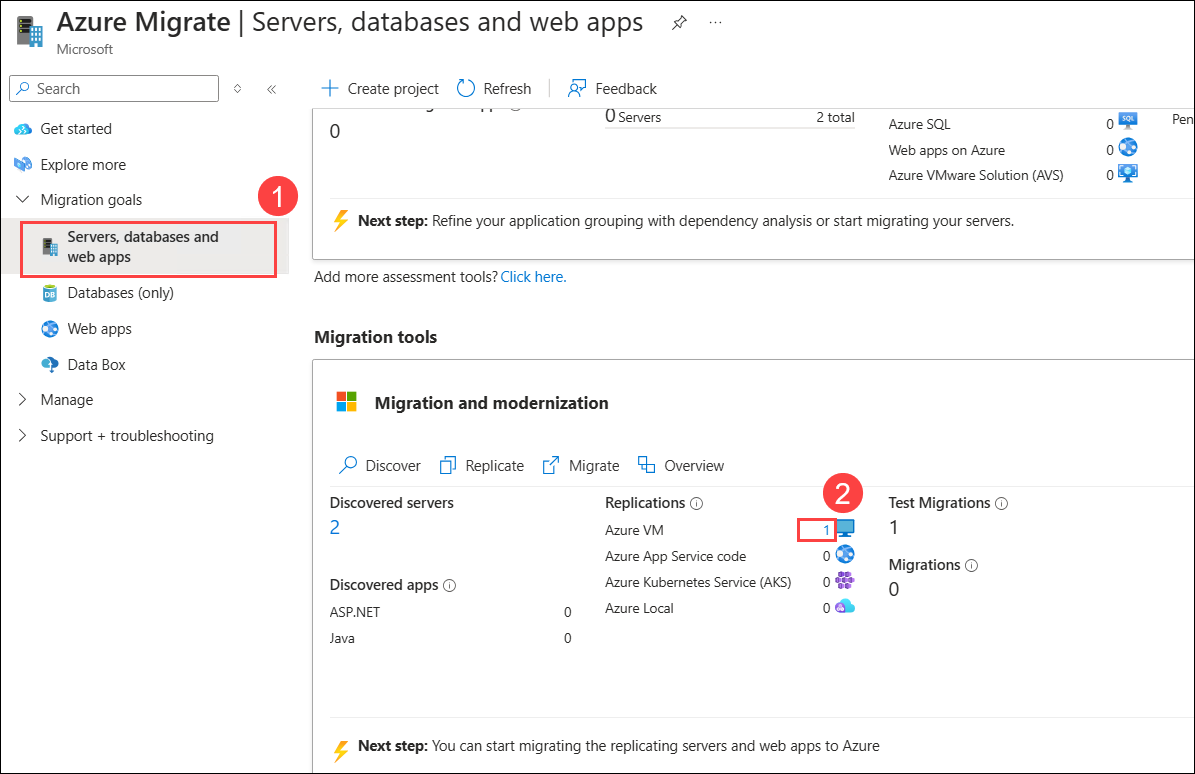 Azure Migrate | Servers, databases and web apps
Microsoft
Search
Get started
Explore more
Migration goals
1
Servers, databases and
web apps
Databases (only)
Web apps
Data Box
Manage
Support + troubleshooting
Create project
Refresh
Feedback
0
0 Servers
2 total
Azure SQL
0
SQL
Web apps on Azure
0
Azure VMware Solution (AVS)
0
Pen
Next step: Refine your application grouping with dependency analysis or start migrating your servers.
Add more assessment tools? Click here.
Migration tools
Migration and modernization
Discover
Replicate
Migrate
Overview
Discovered servers
2
Discovered apps
ASP.NET
0
Java
0
Replications
2
Azure VM
1
Azure App Service code
0
Azure Kubernetes Service (AKS)
0
Azure Local
0
Test Migrations
1
Migrations
0
Next step: You can start migrating the replicating servers and web apps to Azure